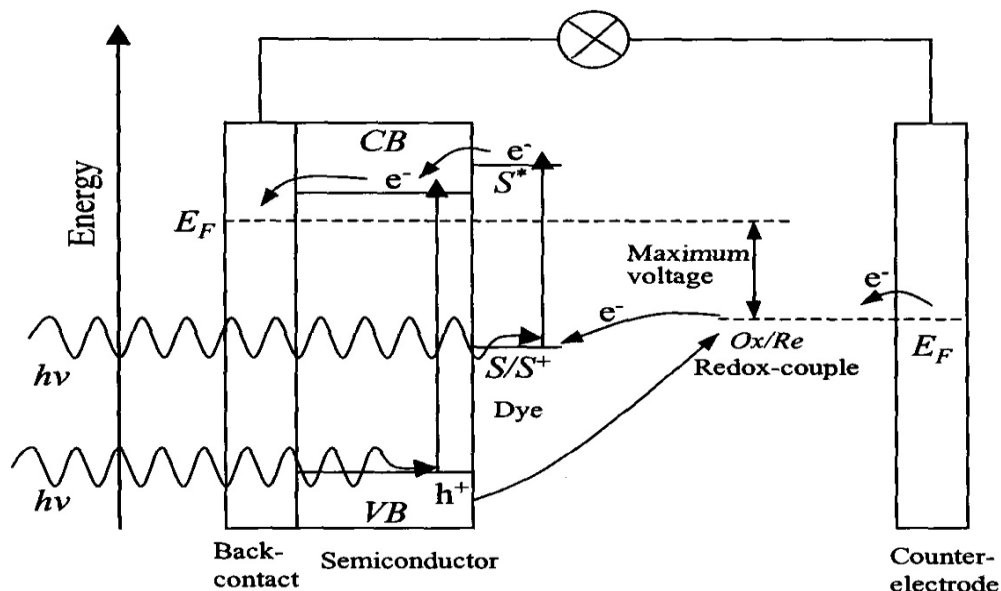 Energy
CB
e⁻
S*
e⁻
E_F
Maximum
voltage
e⁻
e⁻
hν
S/S⁺
Dye
Ox/Re
Redox-couple
E_F
hν
h⁺
VB
Back-
contact
Semiconductor
Counter-
electrode